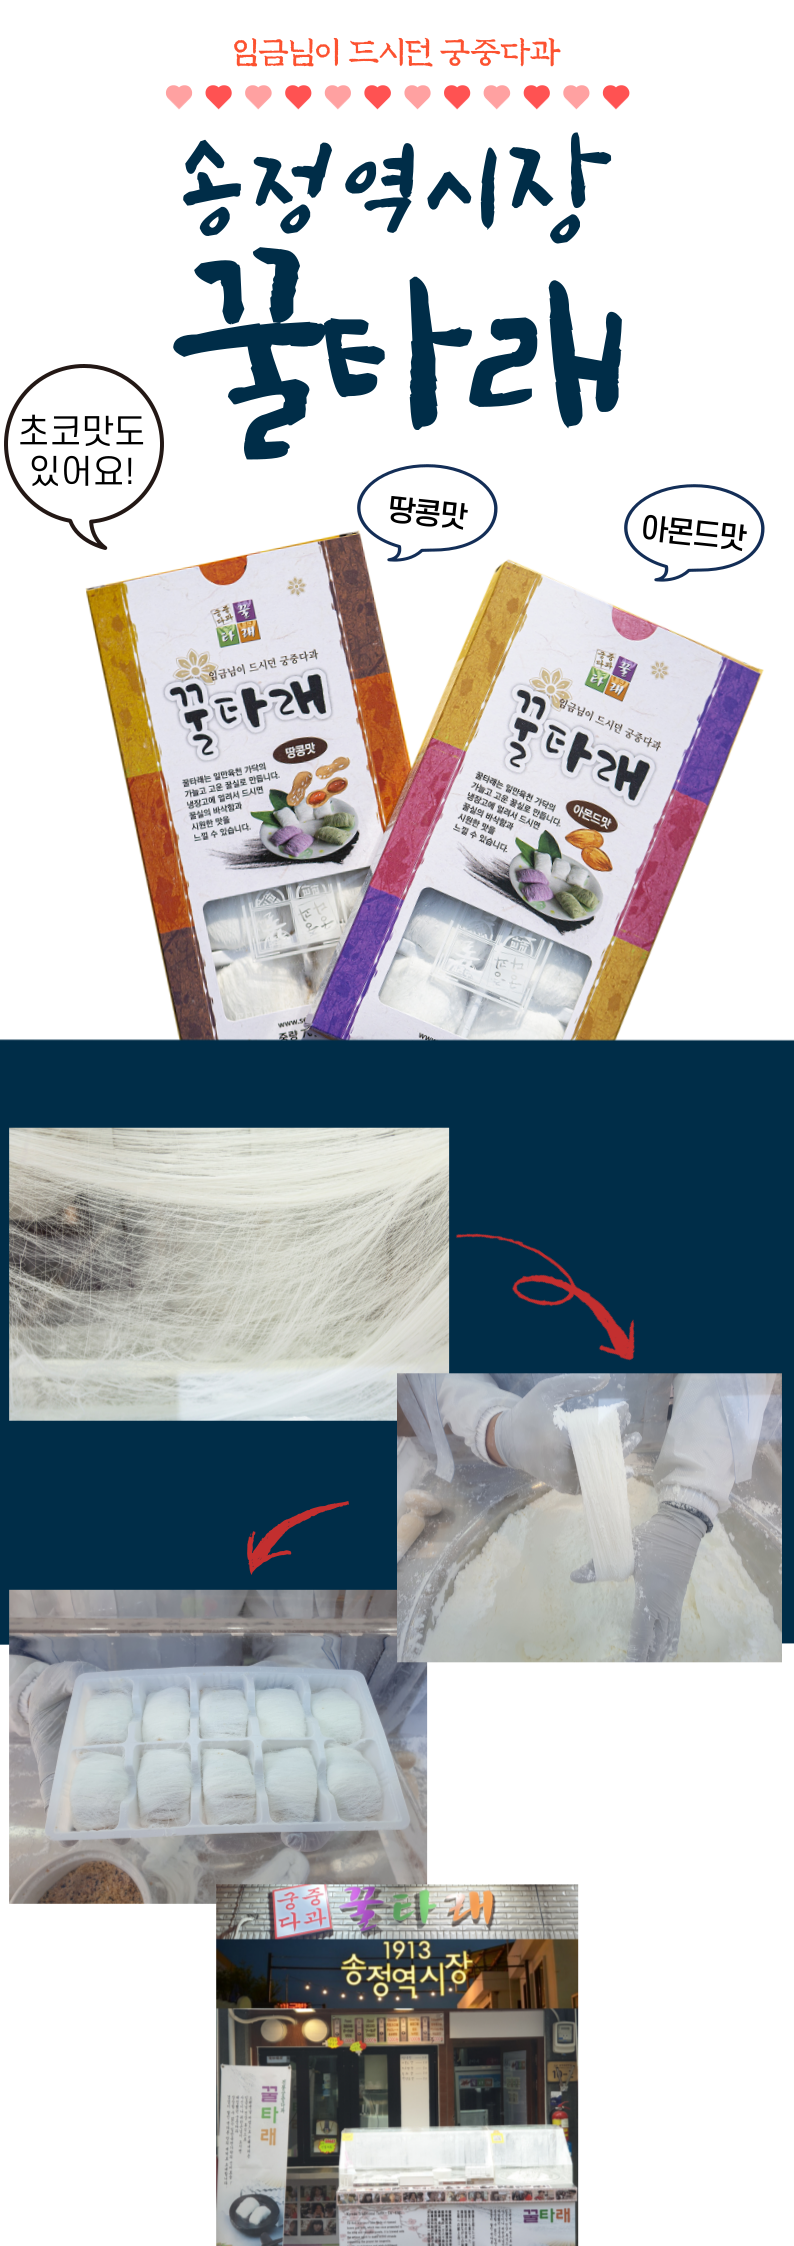 임금님이 드시던 궁중다과
송정역시장
꿀타래
초코맛도
있어요!
땅콩맛
아몬드맛
궁중
다과 꿀
타래
임금님이 드시던 궁중다과
꿀타래
땅콩맛
꿀타래는 일만육천 가닥의
가늘고 고운 꿀실로 만듭니다.
냉장고에 얼려서 드시면
꿀실의 바삭함과
시원한 맛을
느낄 수 있습니다.
중량
궁중
다과 꿀
타래
임금님이 드시던 궁중다과
꿀타래
아몬드맛
꿀타래는 일만육천 가닥의
가늘고 고운 꿀실로 만듭니다.
냉장고에 얼려서 드시면
꿀실의 바삭함과
시원한 맛을
느낄 수 있습니다.
궁중
다과
꿀타래
1913
송정역시장
꿀타래
꿀타래